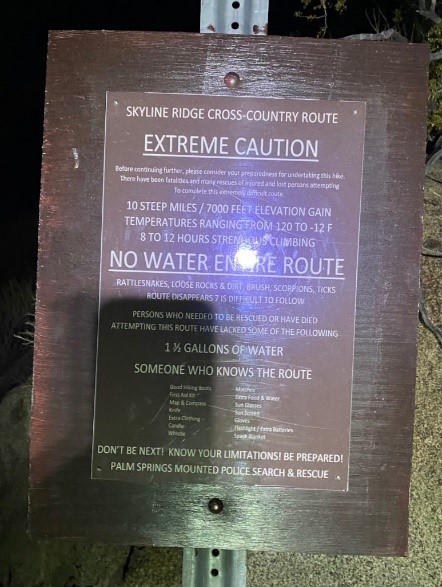 SKYLINE RIDGE CROSS-COUNTRY ROUTE
EXTREME CAUTION
Before continuing further, please consider your preparedness for undertaking this hike.
There have been fatalities and many rescues of injured and lost persons attempting
To complete this extremely difficult route.
10 STEEP MILES / 7000 FEET ELEVATION GAIN
TEMPERATURES RANGING FROM 120 TO -12 F
8 TO 12 HOURS STRENUOUS CLIMBING
NO WATER ENTIRE ROUTE
RATTLESNAKES, LOOSE ROCKS & DIRT, BRUSH, SCORPIONS, TICKS
ROUTE DISAPPEARS 7 IS DIFFICULT TO FOLLOW
PERSONS WHO NEEDED TO BE RESCUED OR HAVE DIED
ATTEMPTING THIS ROUTE HAVE LACKED SOME OF THE FOLLOWING
1 ½ GALLONS OF WATER
SOMEONE WHO KNOWS THE ROUTE
Good Hiking Boots
First Aid Kit
Map & Compass
Knife
Extra Clothing
Candle
Whistle
Matches
Extra Food & Water
Sun Glasses
Sun Screen
Gloves
Flashlight / Extra Batteries
Space Blanket
DON'T BE NEXT! KNOW YOUR LIMITATIONS! BE PREPARED!
PALM SPRINGS MOUNTED POLICE SEARCH & RESCUE